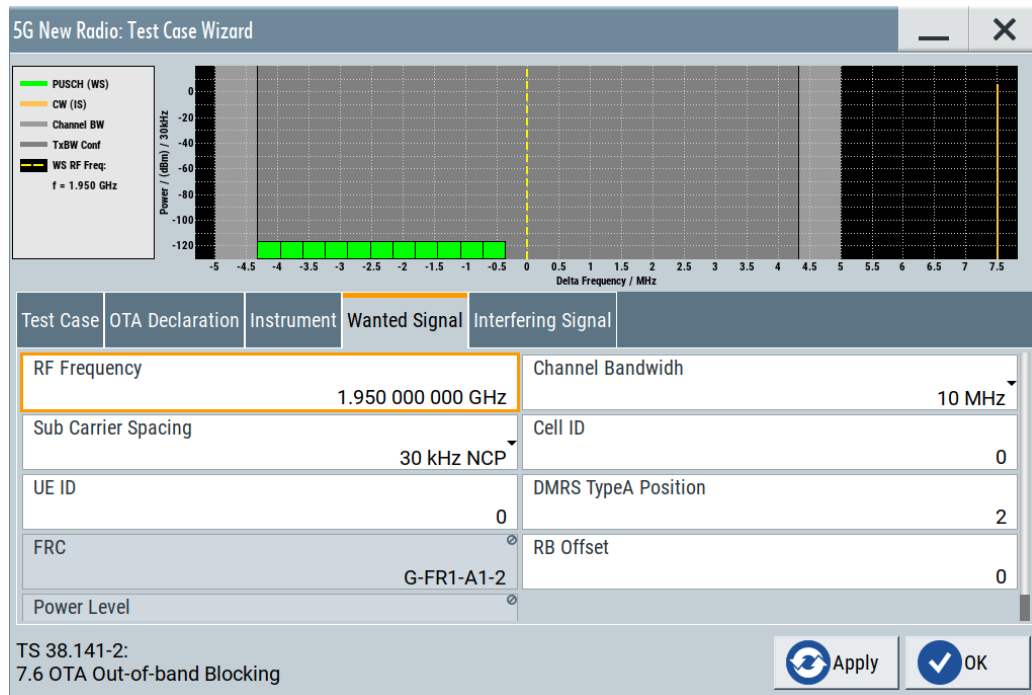 5G New Radio: Test Case Wizard
PUSCH (WS)
CW (IS)
Channel BW
TxBW Conf
WS RF Freq:
f = 1.950 GHz
Power / (dBm) / 30kHz
0
-20
-40
-60
-80
-100
-120
-5 -4.5 -4 -3.5 -3 -2.5 -2 -1.5 -1 -0.5 0 0.5 1 1.5 2 2.5 3 3.5 4 4.5 5 5.5 6 6.5 7 7.5
Delta Frequency / MHz
Test Case OTA Declaration Instrument Wanted Signal Interfering Signal
RF Frequency
1.950 000 000 GHz
Channel Bandwidh
10 MHz
Sub Carrier Spacing
30 kHz NCP
Cell ID
0
UE ID
0
DMRS TypeA Position
2
FRC
G-FR1-A1-2
RB Offset
0
Power Level
TS 38.141-2:
7.6 OTA Out-of-band Blocking
Apply
OK